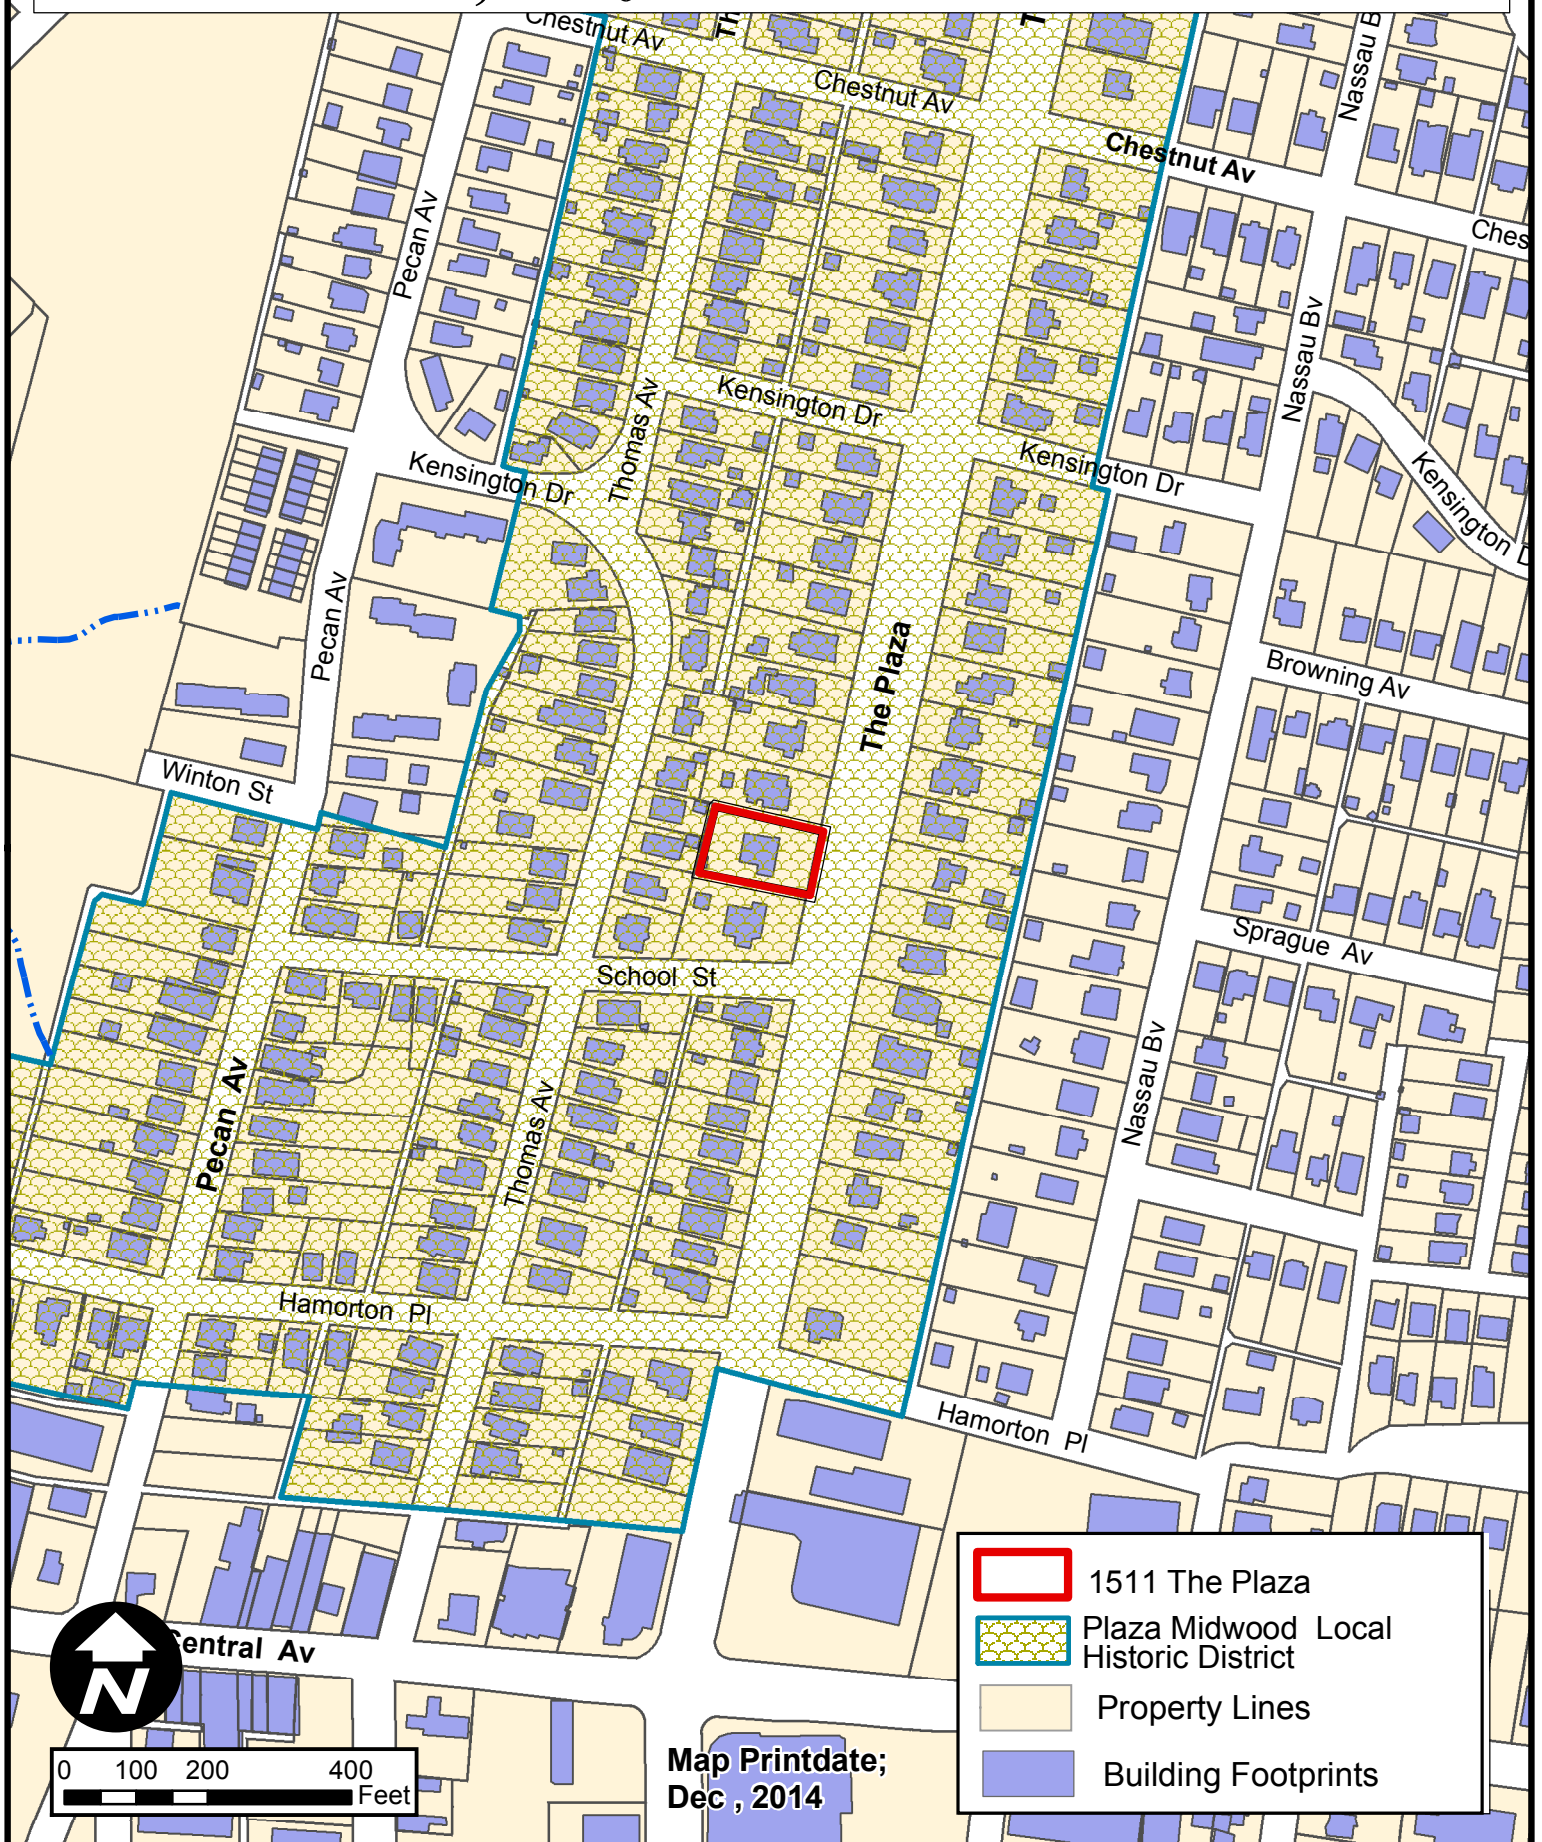 Chestnut Av
Th
T
Nassau B
Chestnut Av
Chestnut Av
Pecan Av
Ches
Nassau Bv
Kensington Dr
Thomas Av
Kensington Dr
Kensington Dr
Kensington D
Pecan Av
The Plaza
Browning Av
Winton St
Sprague Av
School St
Nassau Bv
Pecan Av
Thomas Av
Hamorton Pl
Hamorton Pl
Central Av
N
0 100 200 400
Feet
Map Printdate;
Dec , 2014
1511 The Plaza
Plaza Midwood Local
Historic District
Property Lines
Building Footprints